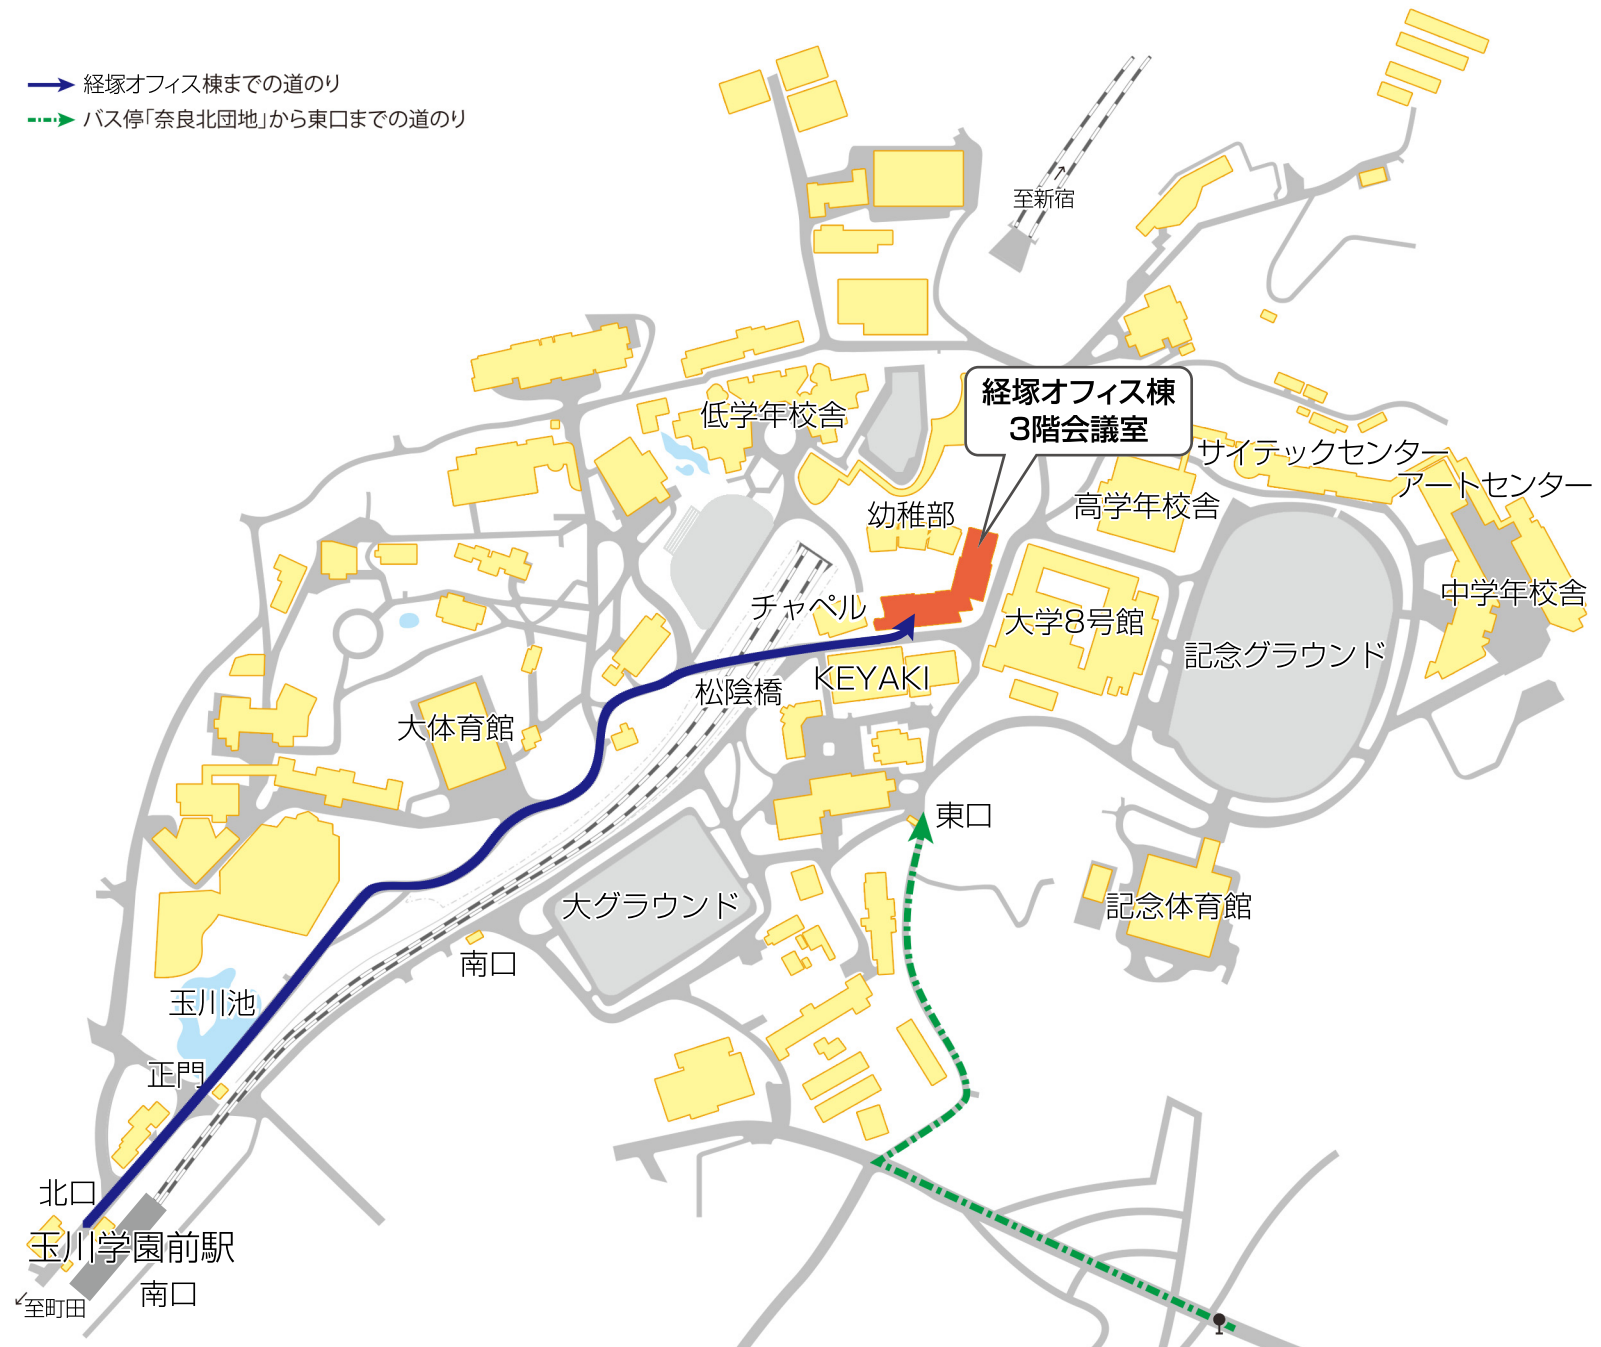 経塚オフィス棟までの道のり
バス停「奈良北団地」から東口までの道のり
至新宿
経塚オフィス棟
3階会議室
低学年校舎
サイテックセンター
アートセンター
高学年校舎
幼稚部
中学年校舎
チャペル
大学8号館
記念グラウンド
KEYAKI
松陰橋
大体育館
東口
大グラウンド
記念体育館
南口
玉川池
正門
北口
玉川学園前駅
南口
至町田